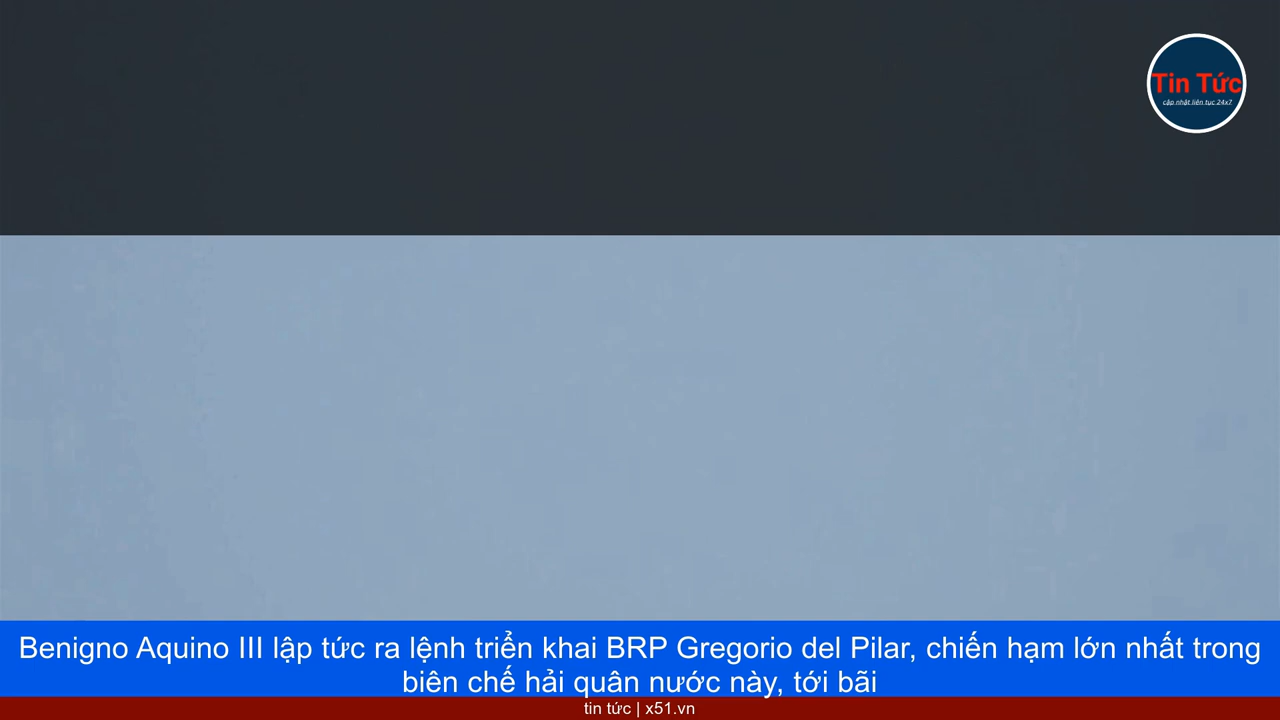 Tin Tức
cập nhật liên tục 24x7
Benigno Aquino III lập tức ra lệnh triển khai BRP Gregorio del Pilar, chiến hạm lớn nhất trong
biên chế hải quân nước này, tới bãi
tin tức | x51.vn